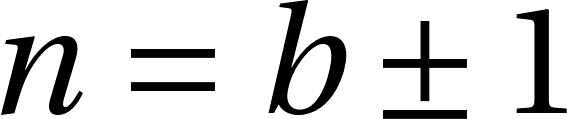 n = b ± 1